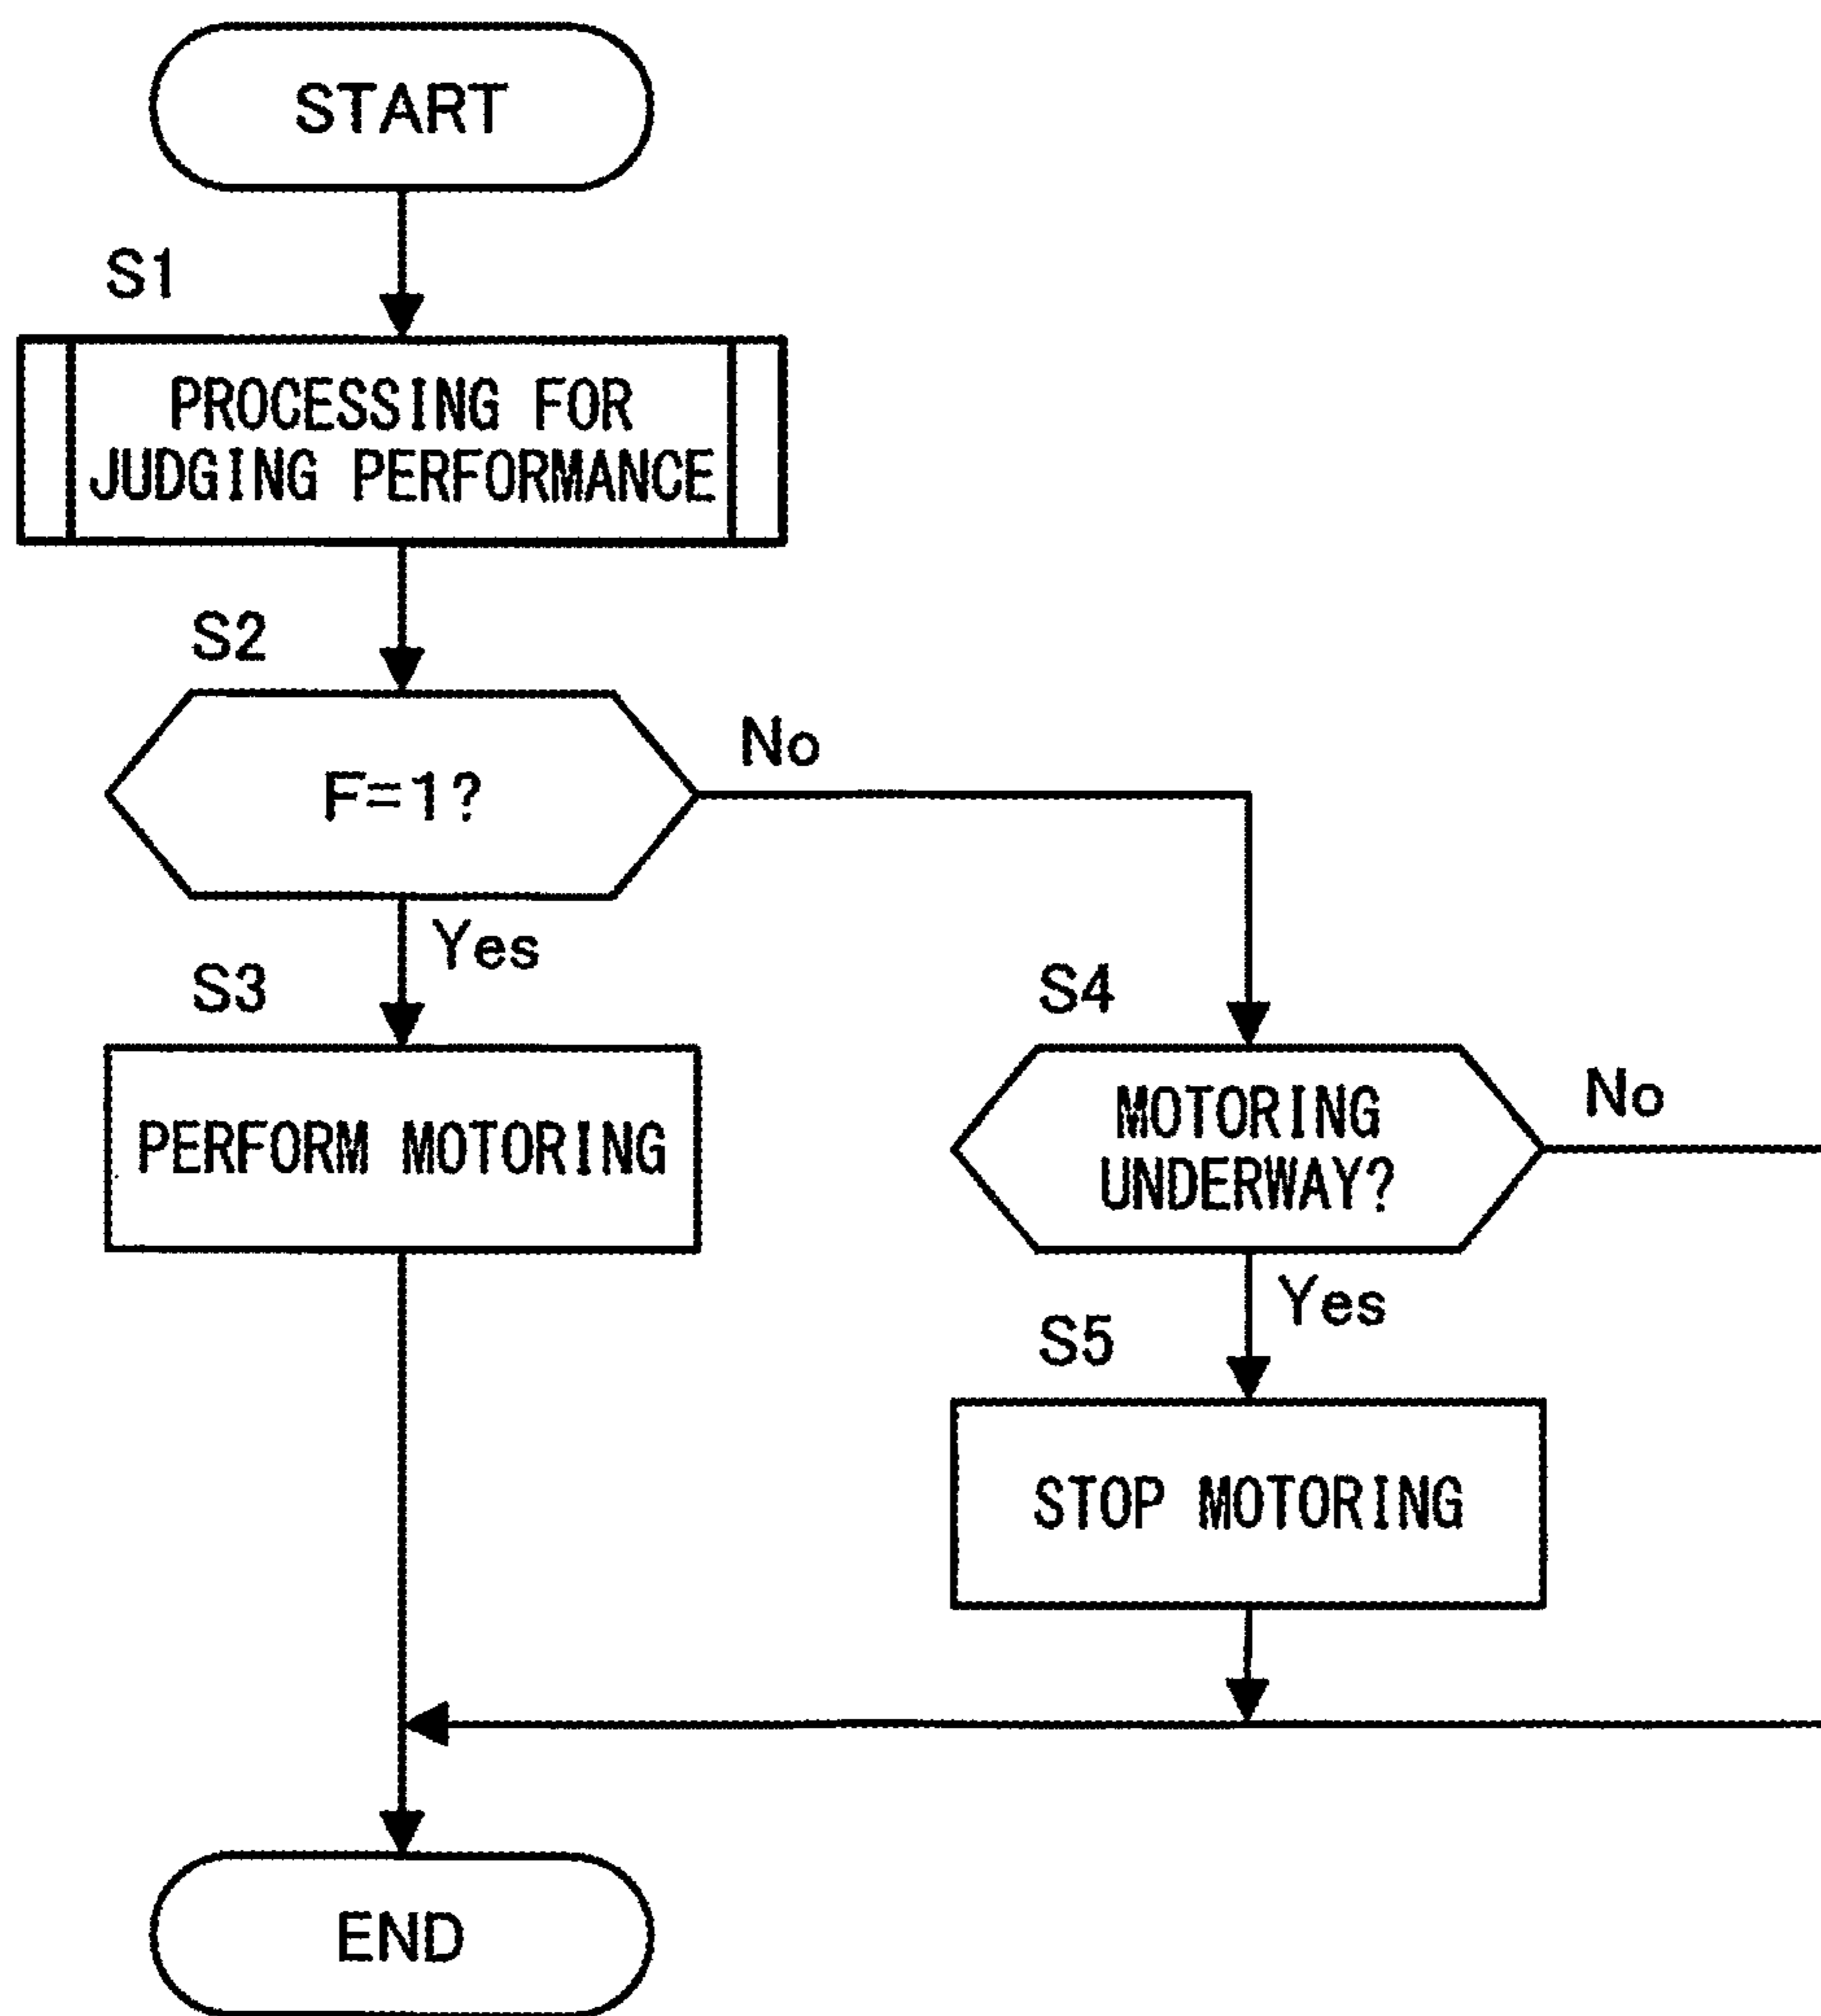 START
S1
PROCESSING FOR
JUDGING PERFORMANCE
S2
F=1?
No
Yes
S3
PERFORM MOTORING
S4
MOTORING
UNDERWAY?
No
Yes
S5
STOP MOTORING
END